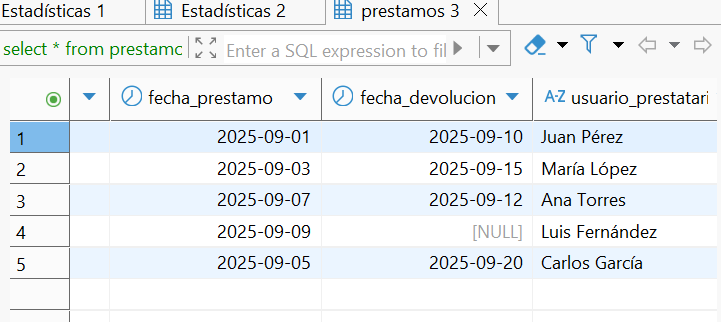 Estadísticas 1 Estadísticas 2 prestamos 3
select * from prestamo Enter a SQL expression to fil
fecha_prestamo fecha_devolucion A-Z usuario_prestatari
1 2025-09-01 2025-09-10 Juan Pérez
2 2025-09-03 2025-09-15 María López
3 2025-09-07 2025-09-12 Ana Torres
4 2025-09-09 [NULL] Luis Fernández
5 2025-09-05 2025-09-20 Carlos García